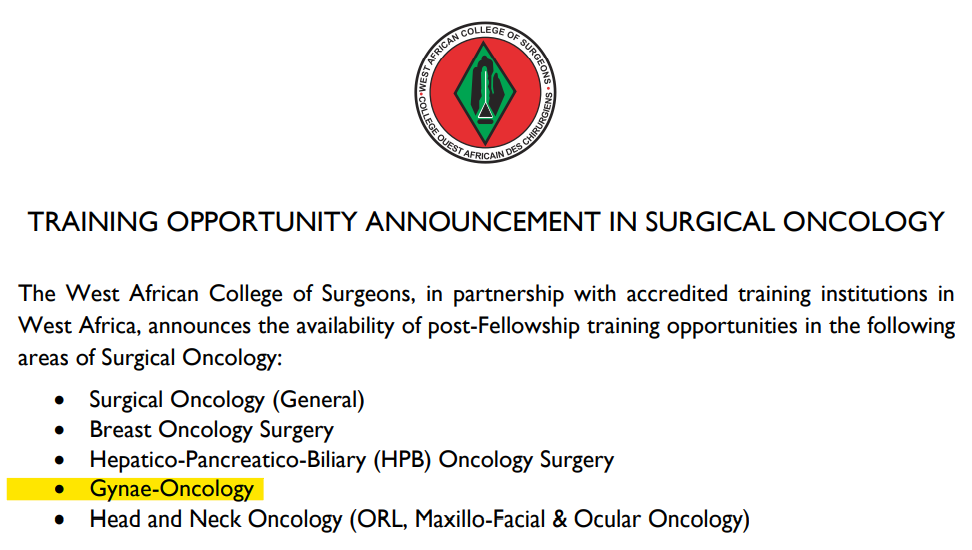 WEST AFRICAN COLLEGE OF SURGEONS
COLLEGE OUEST AFRICAIN DES CHIRURGIENS
TRAINING OPPORTUNITY ANNOUNCEMENT IN SURGICAL ONCOLOGY
The West African College of Surgeons, in partnership with accredited training institutions in
West Africa, announces the availability of post-Fellowship training opportunities in the following
areas of Surgical Oncology:
• Surgical Oncology (General)
• Breast Oncology Surgery
• Hepatico-Pancreatico-Biliary (HPB) Oncology Surgery
• Gynae-Oncology
• Head and Neck Oncology (ORL, Maxillo-Facial & Ocular Oncology)